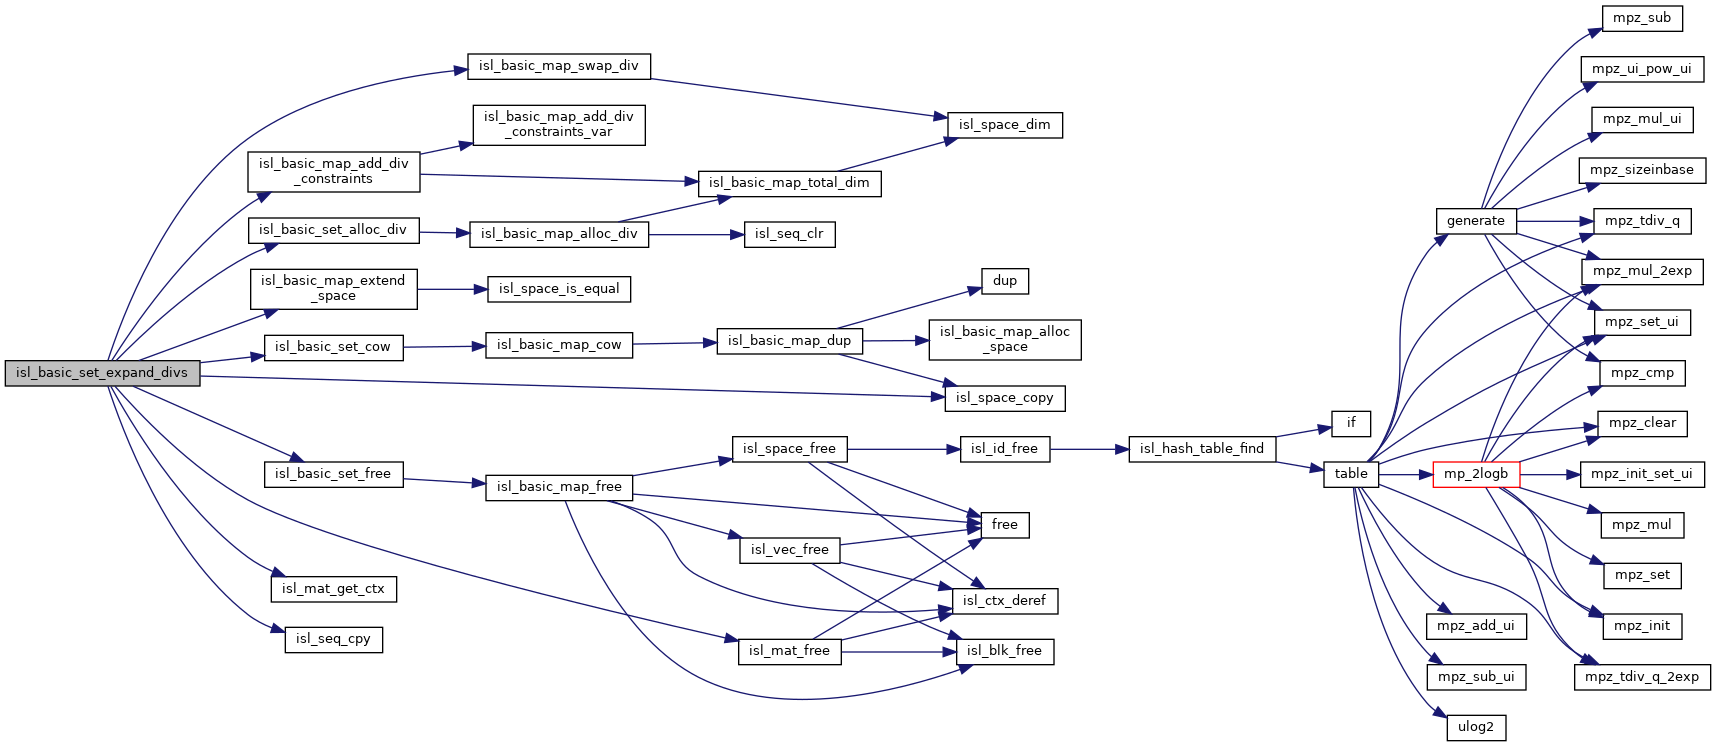 isl_basic_set_expand_divs
isl_basic_map_swap_div
isl_basic_map_add_div
_constraints
isl_basic_map_add_div
_constraints_var
isl_basic_set_alloc_div
isl_basic_map_alloc_div
isl_basic_map_total_dim
isl_space_dim
isl_seq_clr
isl_basic_map_extend
_space
isl_space_is_equal
isl_basic_set_cow
isl_basic_map_cow
isl_basic_map_dup
dup
isl_basic_map_alloc
_space
isl_space_copy
isl_basic_set_free
isl_basic_map_free
isl_space_free
isl_vec_free
isl_mat_free
isl_id_free
free
isl_ctx_deref
isl_blk_free
isl_mat_get_ctx
isl_seq_cpy
isl_hash_table_find
if
table
generate
mp_2logb
mpz_add_ui
mpz_sub_ui
ulog2
mpz_sub
mpz_ui_pow_ui
mpz_mul_ui
mpz_sizeinbase
mpz_tdiv_q
mpz_mul_2exp
mpz_set_ui
mpz_cmp
mpz_clear
mpz_init_set_ui
mpz_mul
mpz_set
mpz_init
mpz_tdiv_q_2exp